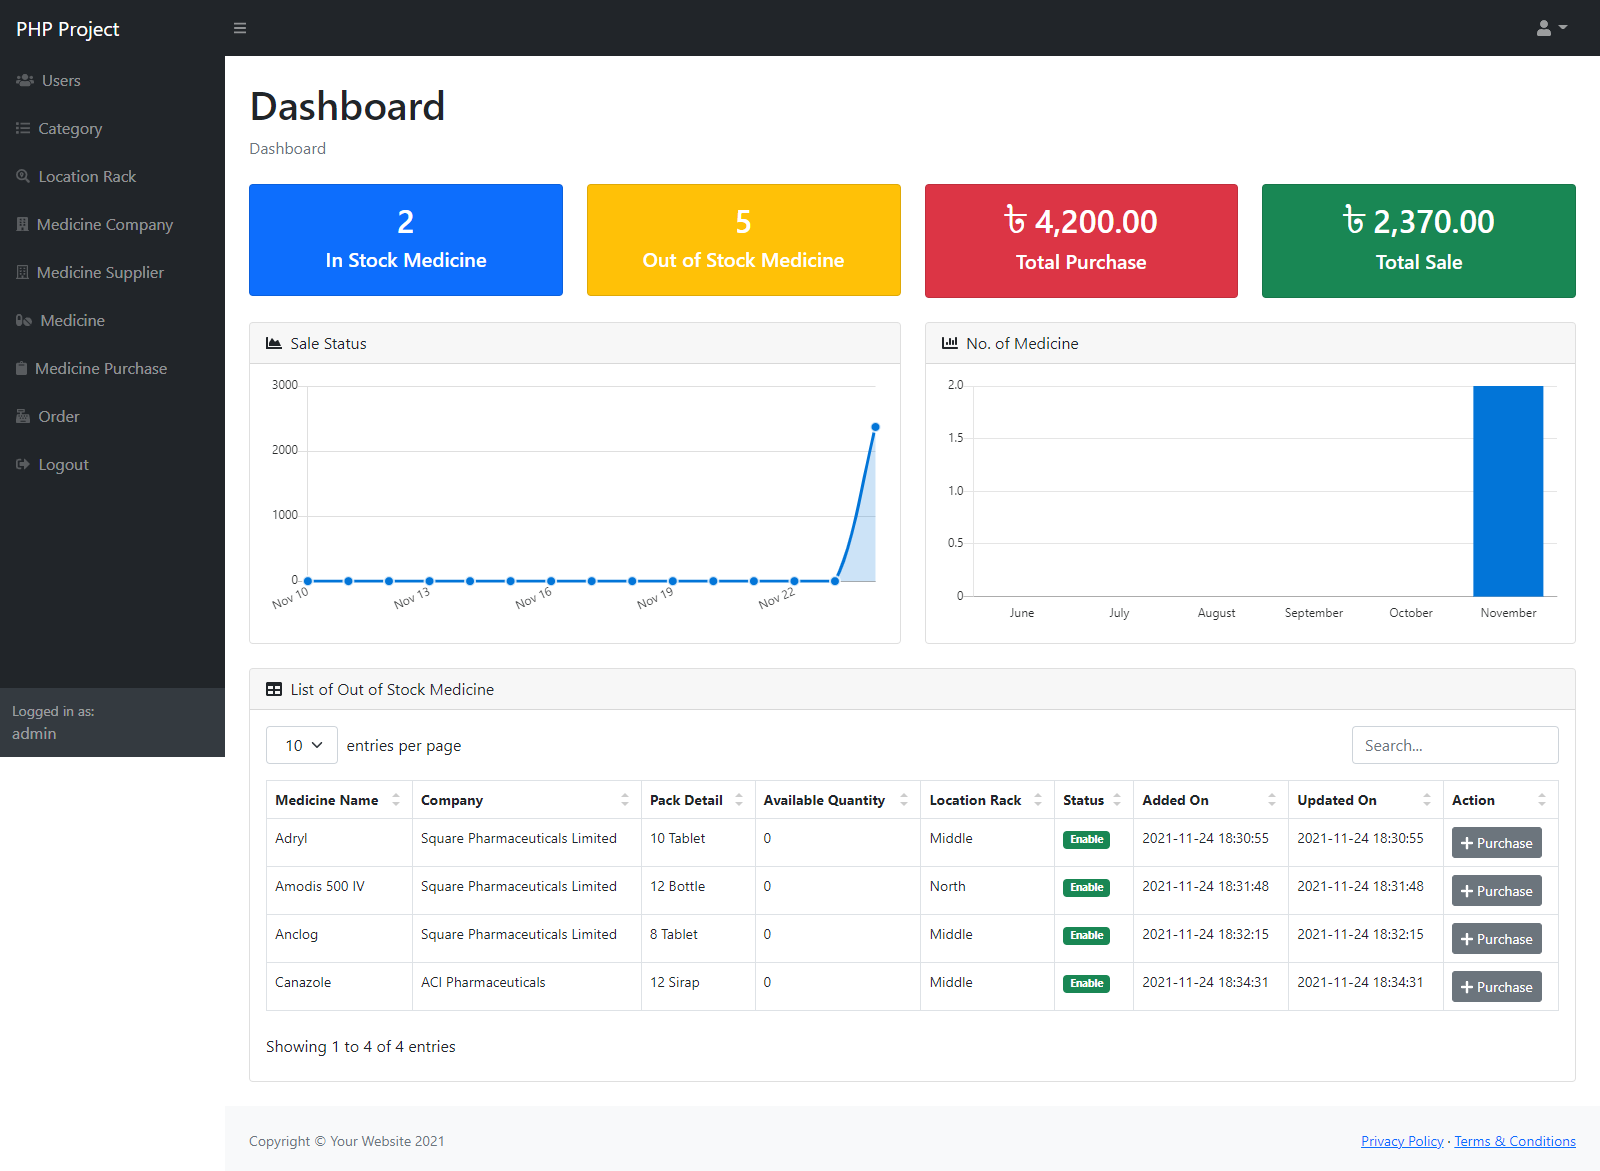 PHP Project
Users
Category
Location Rack
Medicine Company
Medicine Supplier
Medicine
Medicine Purchase
Order
Logout
Logged in as:
admin
Dashboard
Dashboard
2
In Stock Medicine
5
Out of Stock Medicine
৳ 4,200.00
Total Purchase
৳ 2,370.00
Total Sale
Sale Status
3000
2000
1000
0
Nov 10 Nov 13 Nov 16 Nov 19 Nov 22
No. of Medicine
2.0
1.5
1.0
0.5
0
June July August September October November
List of Out of Stock Medicine
10 entries per page Search...
Medicine Name Company Pack Detail Available Quantity Location Rack Status Added On Updated On Action
Adryl Square Pharmaceuticals Limited 10 Tablet 0 Middle Enable 2021-11-24 18:30:55 2021-11-24 18:30:55 Purchase
Amodis 500 IV Square Pharmaceuticals Limited 12 Bottle 0 North Enable 2021-11-24 18:31:48 2021-11-24 18:31:48 Purchase
Anclog Square Pharmaceuticals Limited 8 Tablet 0 Middle Enable 2021-11-24 18:32:15 2021-11-24 18:32:15 Purchase
Canazole ACI Pharmaceuticals 12 Sirap 0 Middle Enable 2021-11-24 18:34:31 2021-11-24 18:34:31 Purchase
Showing 1 to 4 of 4 entries
Copyright © Your Website 2021 Privacy Policy · Terms & Conditions